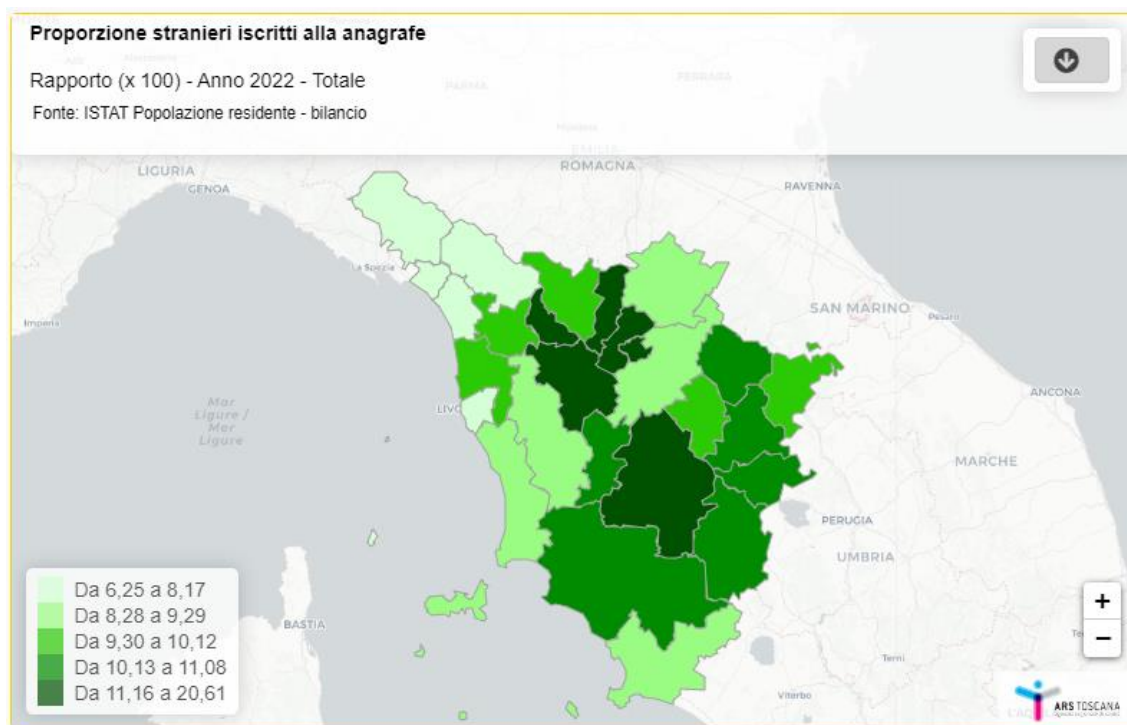 Proporzione stranieri iscritti alla anagrafe
Rapporto (x 100) - Anno 2022 - Totale
Fonte: ISTAT Popolazione residente - bilancio
PARMA
FERRARA
EMILIA
ROMAGNA
LIGURIA
GENOA
RAVENNA
La Spezia
SAN MARINO
Pesaro
Imperia
ANCONA
Mar
Ligure /
Mar
Ligure
LIVO
MARCHE
PERUGIA
UMBRIA
BASTIA
Terni
Viterbo
Da 6,25 a 8,17
Da 8,28 a 9,29
Da 9,30 a 10,12
Da 10,13 a 11,08
Da 11,16 a 20,61
+
−
ARS TOSCANA